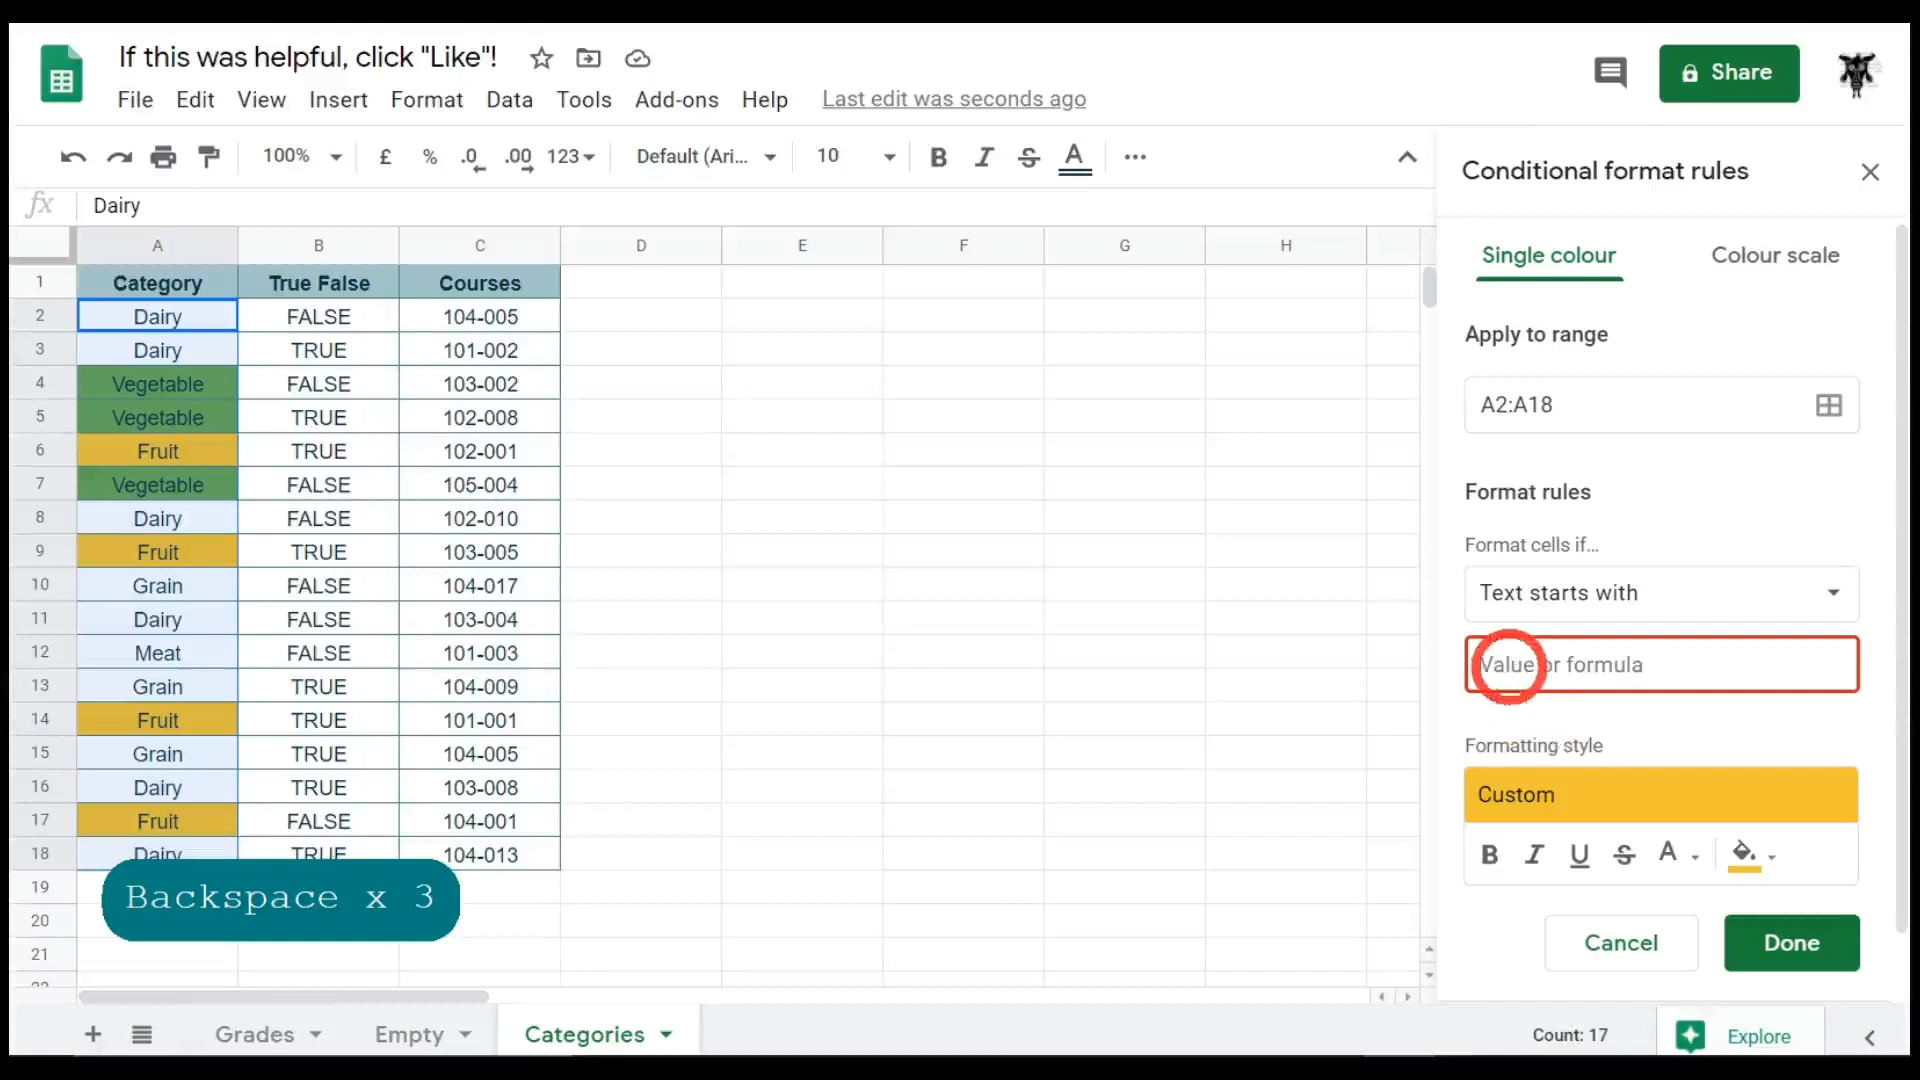 If this was helpful, click "Like"!
File Edit View Insert Format Data Tools Add-ons Help Last edit was seconds ago
Share
100% £ % .0 .00 123 Default (Ari... 10 B I S A
fx Dairy
A B C D E F G H
1 Category True False Courses
2 Dairy FALSE 104-005
3 Dairy TRUE 101-002
4 Vegetable FALSE 103-002
5 Vegetable TRUE 102-008
6 Fruit TRUE 102-001
7 Vegetable FALSE 105-004
8 Dairy FALSE 102-010
9 Fruit TRUE 103-005
10 Grain FALSE 104-017
11 Dairy FALSE 103-004
12 Meat FALSE 101-003
13 Grain TRUE 104-009
14 Fruit TRUE 101-001
15 Grain TRUE 104-005
16 Dairy TRUE 103-008
17 Fruit FALSE 104-001
18 Dairy TRUE 104-013
19
20
21
22
Backspace x 3
Grades Empty Categories
Count: 17
Explore
Conditional format rules
Single colour Colour scale
Apply to range
A2:A18
Format rules
Format cells if...
Text starts with
Value or formula
Formatting style
Custom
B I U S A
Cancel Done